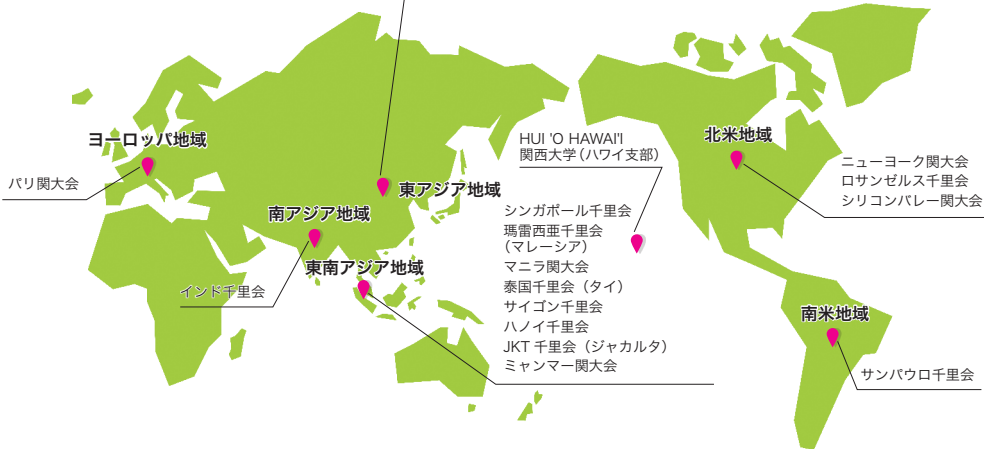 ヨーロッパ地域
パリ関大会
東アジア地域
南アジア地域
インド千里会
東南アジア地域
シンガポール千里会
瑪雷西亜千里会
（マレーシア）
マニラ関大会
泰国千里会（タイ）
サイゴン千里会
ハノイ千里会
JKT 千里会（ジャカルタ）
ミャンマー関大会
HUI 'O HAWAI'I
関西大学（ハワイ支部）
北米地域
ニューヨーク関大会
ロサンゼルス千里会
シリコンバレー関大会
南米地域
サンパウロ千里会